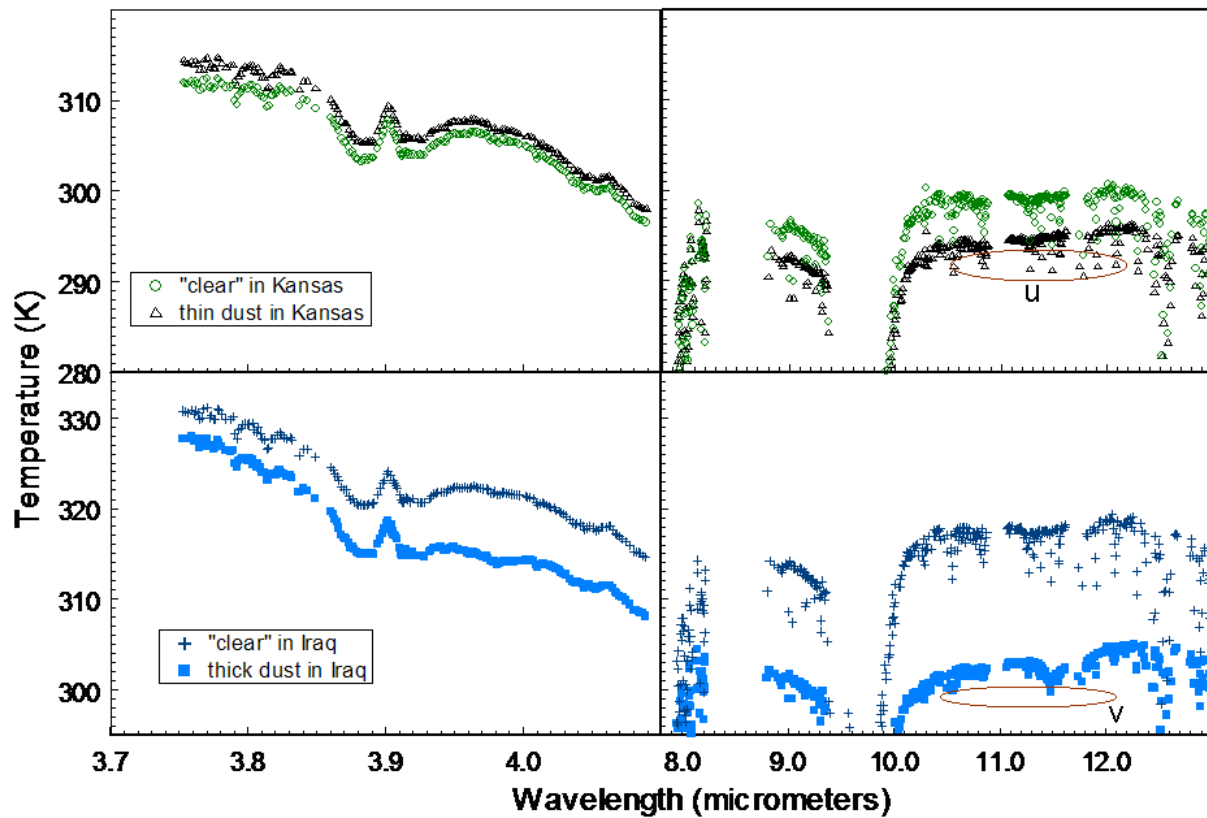 310
300
290
280
"clear" in Kansas
thin dust in Kansas
u
Temperature (K)
330
320
310
300
"clear" in Iraq
thick dust in Iraq
v
3.7 3.8 3.9 4.0 8.0 9.0 10.0 11.0 12.0
Wavelength (micrometers)